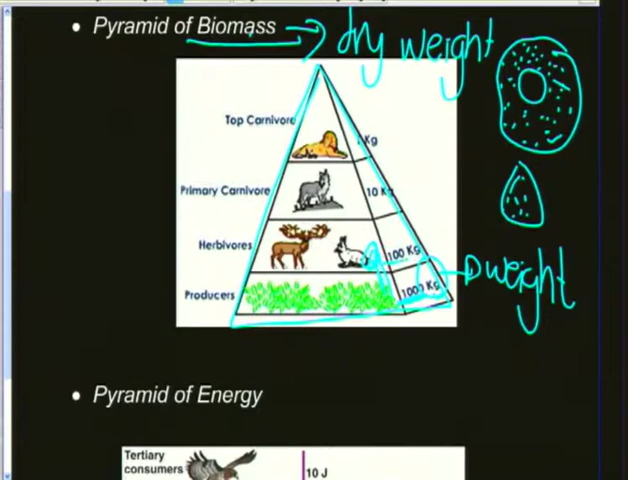 • Pyramid of Biomass → dry weight
Top Carnivore
Kg
Primary Carnivore
10 Kg
Herbivores
100 Kg
weight
Producers
1000 Kg
• Pyramid of Energy
Tertiary
consumers
10 J